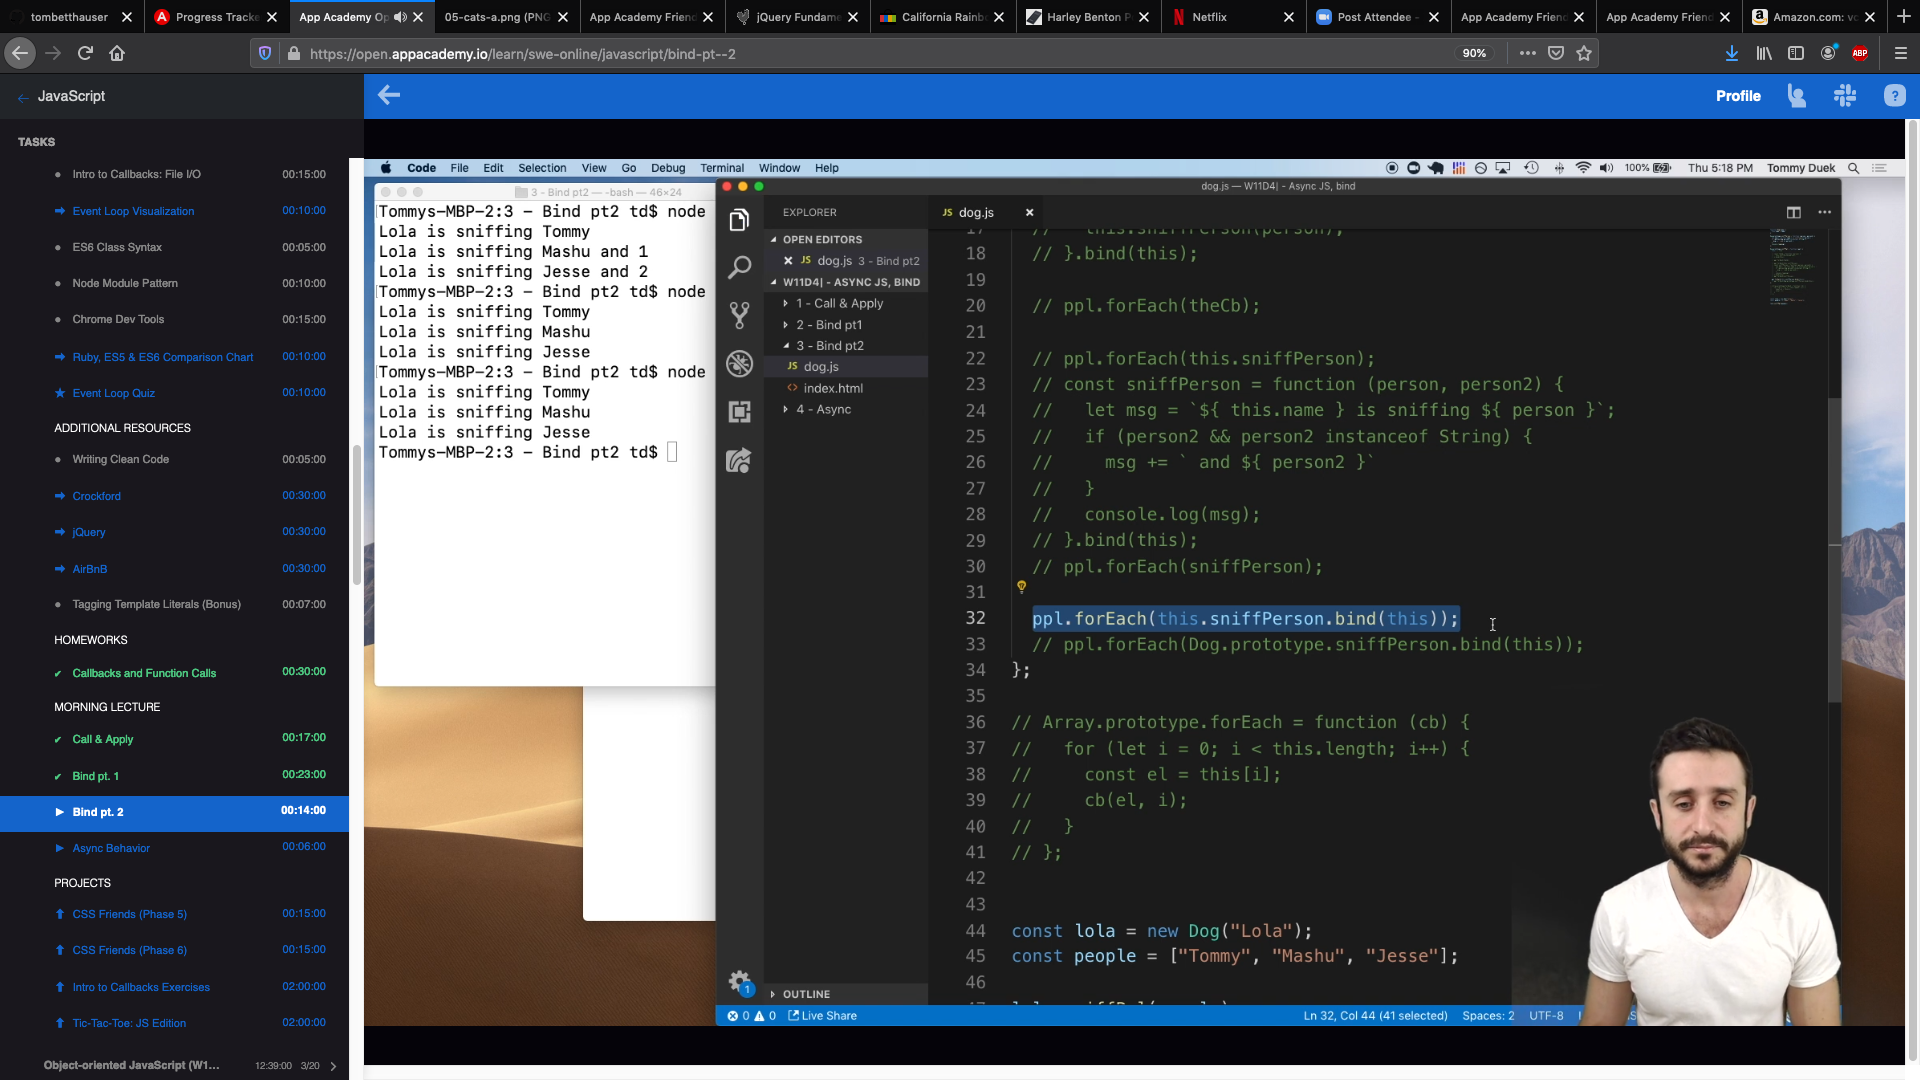 tombetthauser
Progress Tracke
App Academy Op
05-cats-a.png (PNG
App Academy Friend
jQuery Fundame
California Rainb
Harley Benton P
Netflix
Post Attendee -
App Academy Friend
App Academy Friend
Amazon.com: vc
https://open.appacademy.io/learn/swe-online/javascript/bind-pt--2
90%
ABP
← JavaScript
Profile
?
TASKS
Intro to Callbacks: File I/O 00:15:00
Event Loop Visualization 00:10:00
ES6 Class Syntax 00:05:00
Node Module Pattern 00:10:00
Chrome Dev Tools 00:15:00
Ruby, ES5 & ES6 Comparison Chart 00:10:00
Event Loop Quiz 00:10:00
ADDITIONAL RESOURCES
Writing Clean Code 00:05:00
Crockford 00:30:00
jQuery 00:30:00
AirBnB 00:30:00
Tagging Template Literals (Bonus) 00:07:00
HOMEWORKS
Callbacks and Function Calls 00:30:00
MORNING LECTURE
Call & Apply 00:17:00
Bind pt. 1 00:23:00
Bind pt. 2 00:14:00
Async Behavior 00:06:00
PROJECTS
CSS Friends (Phase 5) 00:15:00
CSS Friends (Phase 6) 00:15:00
Intro to Callbacks Exercises 02:00:00
Tic-Tac-Toe: JS Edition 02:00:00
Object-oriented JavaScript (W1... 12:39:00 3/20
Code File Edit Selection View Go Debug Terminal Window Help
100% Thu 5:18 PM Tommy Duek
3 - Bind pt2 — -bash — 46×24
Tommys-MBP-2:3 - Bind pt2 td$ node
Lola is sniffing Tommy
Lola is sniffing Mashu and 1
Lola is sniffing Jesse and 2
Tommys-MBP-2:3 - Bind pt2 td$ node
Lola is sniffing Tommy
Lola is sniffing Mashu
Lola is sniffing Jesse
Tommys-MBP-2:3 - Bind pt2 td$ node
Lola is sniffing Tommy
Lola is sniffing Mashu
Lola is sniffing Jesse
Tommys-MBP-2:3 - Bind pt2 td$
dog.js — W11D4| - Async JS, bind
EXPLORER
OPEN EDITORS
JS dog.js 3 - Bind pt2
W11D4| - ASYNC JS, BIND
1 - Call & Apply
2 - Bind pt1
3 - Bind pt2
JS dog.js
<> index.html
4 - Async
OUTLINE
1
JS dog.js
17 // this.sniffPerson(person);
18 // }.bind(this);
19
20 // ppl.forEach(theCb);
21
22 // ppl.forEach(this.sniffPerson);
23 // const sniffPerson = function (person, person2) {
24 // let msg = `${ this.name } is sniffing ${ person }`;
25 // if (person2 && person2 instanceof String) {
26 // msg += ` and ${ person2 }`
27 // }
28 // console.log(msg);
29 // }.bind(this);
30 // ppl.forEach(sniffPerson);
31
32 ppl.forEach(this.sniffPerson.bind(this));
33 // ppl.forEach(Dog.prototype.sniffPerson.bind(this));
34 };
35
36 // Array.prototype.forEach = function (cb) {
37 // for (let i = 0; i < this.length; i++) {
38 // const el = this[i];
39 // cb(el, i);
40 // }
41 // };
42
43
44 const lola = new Dog("Lola");
45 const people = ["Tommy", "Mashu", "Jesse"];
46
0 0 Live Share
Ln 32, Col 44 (41 selected) Spaces: 2 UTF-8